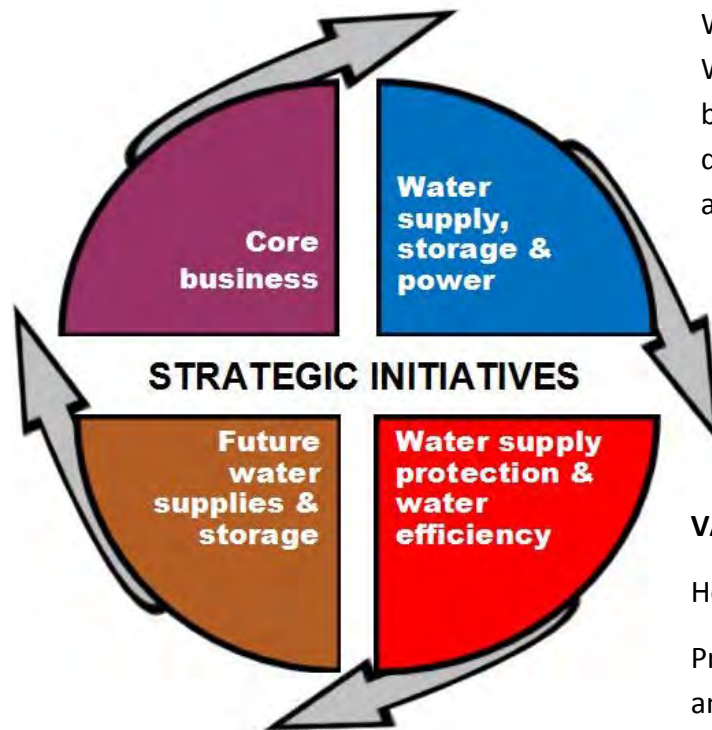 Core
business
Water
supply,
storage &
power
STRATEGIC INITIATIVES
Future
water
supplies &
storage
Water supply
protection &
water
efficiency